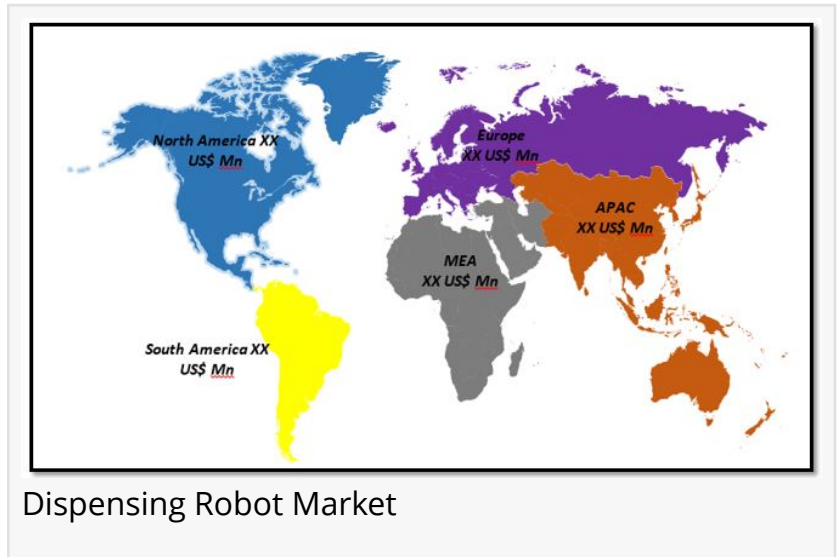 North America XX
US$ Mn
Europe
XX US$ Mn
APAC
XX US$ Mn
MEA
XX US$ Mn
South America XX
US$ Mn
Dispensing Robot Market